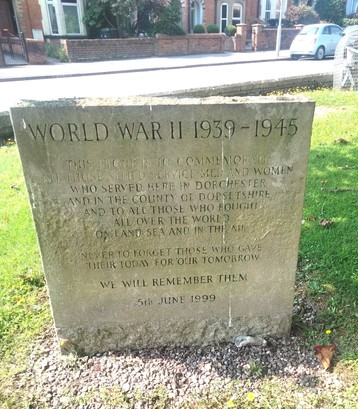 WORLD WAR II 1939-1945
THIS STONE IS TO COMMEMORATE
ALL THOSE ALLIED SERVICE MEN AND WOMEN
WHO SERVED HERE IN DORCHESTER
AND IN THE COUNTY OF DORSETSHIRE
AND TO ALL THOSE WHO FOUGHT
ALL OVER THE WORLD
ON LAND SEA AND IN THE AIR
NEVER TO FORGET THOSE WHO GAVE
THEIR TODAY FOR OUR TOMORROW
WE WILL REMEMBER THEM
5TH JUNE 1999